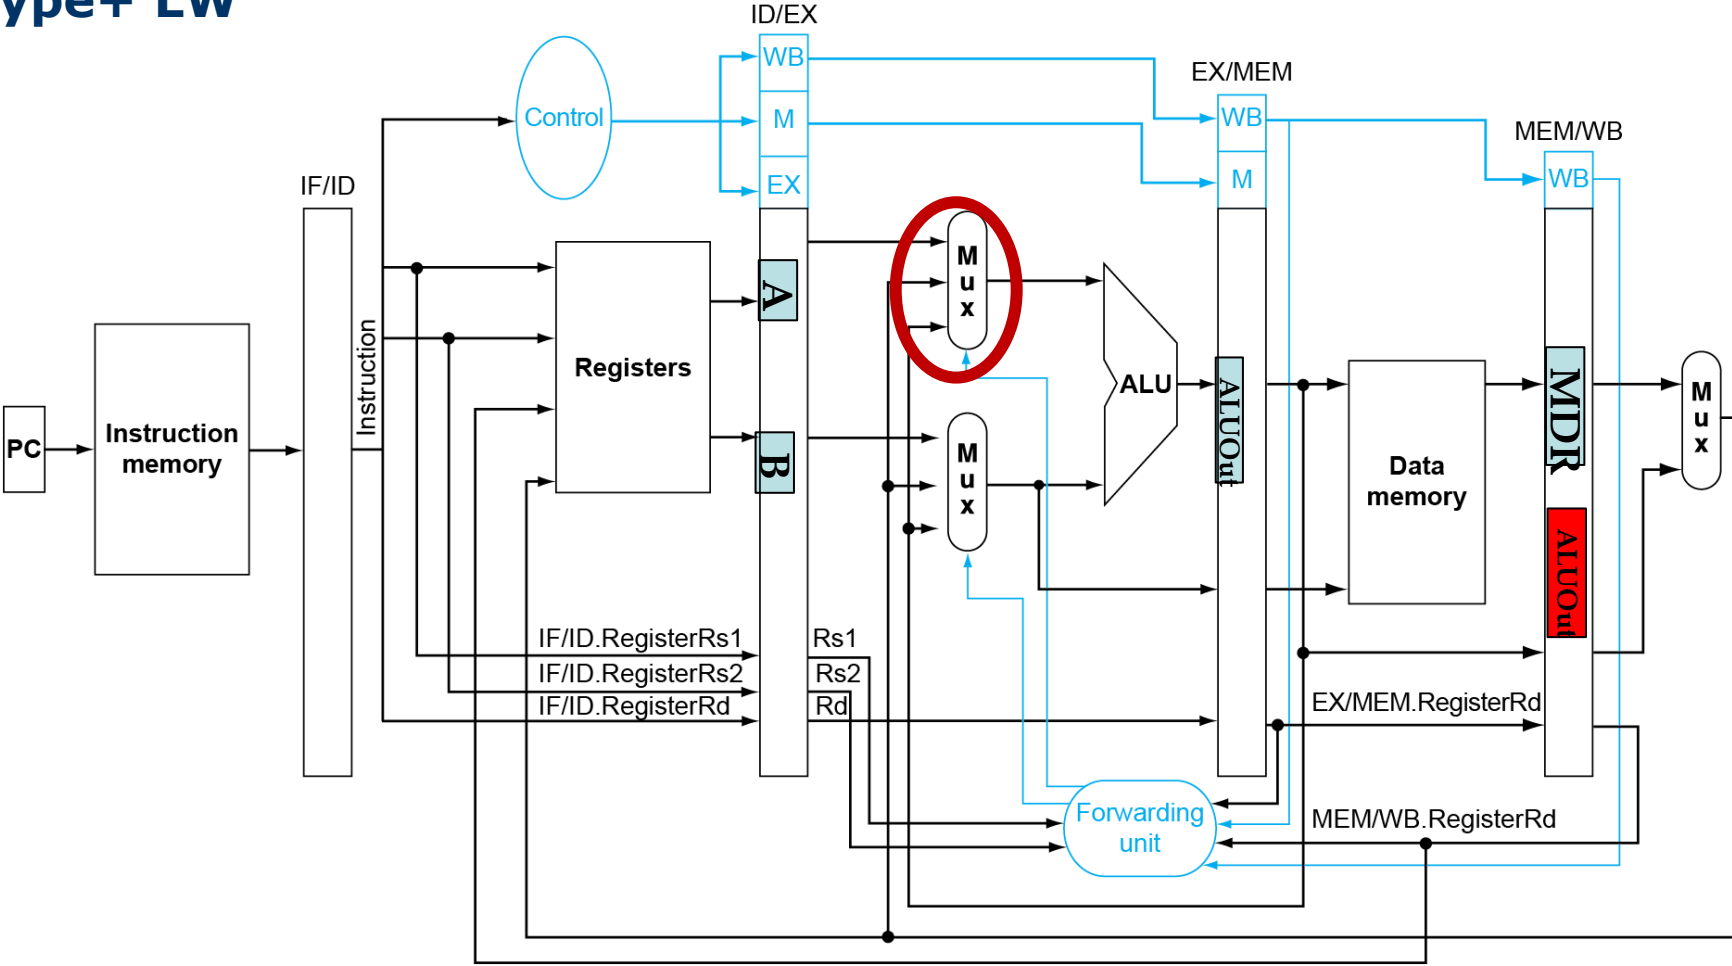 ype+ LW
ID/EX
WB
M
EX
Control
EX/MEM
WB
M
MEM/WB
WB
IF/ID
PC
Instruction
memory
Instruction
Registers
A
B
M
u
x
M
u
x
ALU
ALUOut
Data
memory
MDR
ALUOut
M
u
x
IF/ID.RegisterRs1
IF/ID.RegisterRs2
IF/ID.RegisterRd
Rs1
Rs2
Rd
EX/MEM.RegisterRd
Forwarding
unit
MEM/WB.RegisterRd